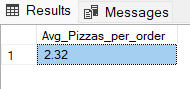 Results Messages
Avg_Pizzas_per_order
1 2.32